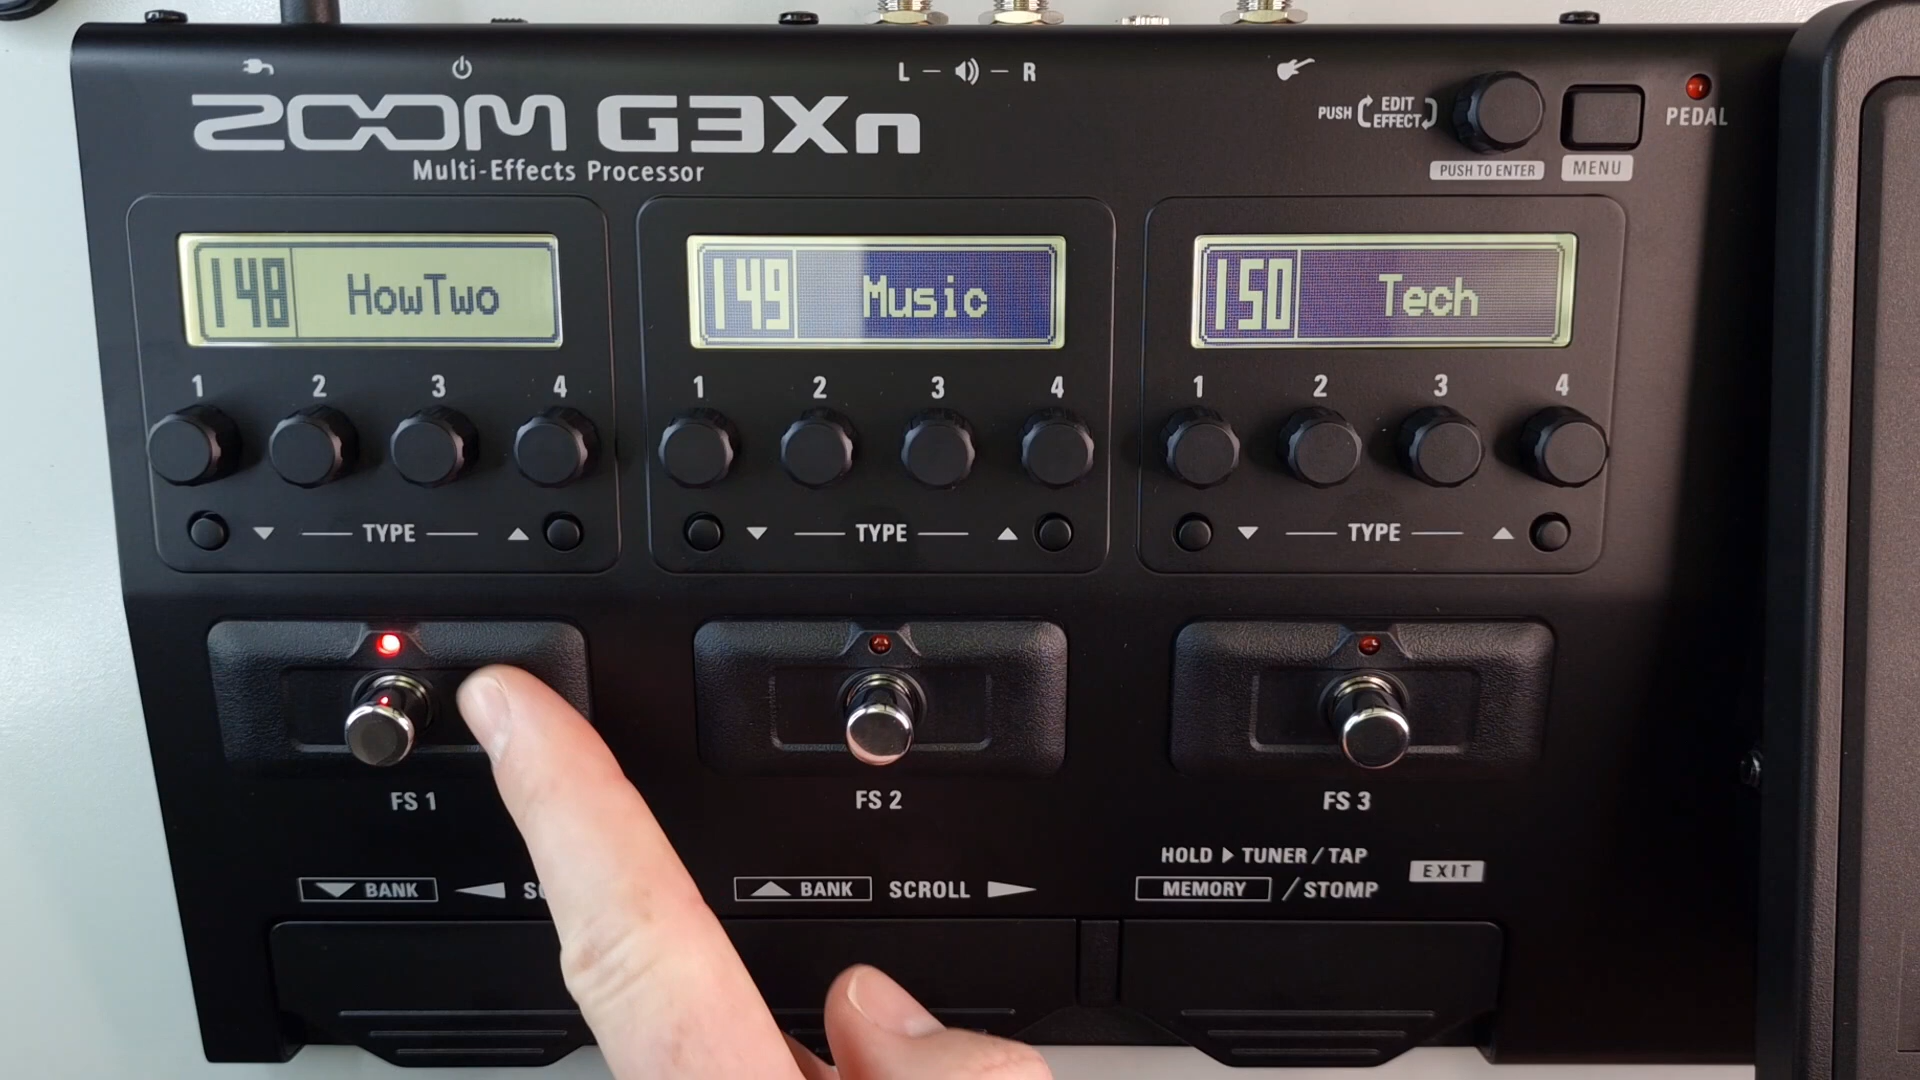 L R
ZOOM G3Xn
Multi-Effects Processor
PUSH EDIT EFFECT
PUSH TO ENTER
MENU
PEDAL
148 HowTwo
149 Music
150 Tech
1 2 3 4
1 2 3 4
1 2 3 4
TYPE
TYPE
TYPE
FS 1
FS 2
FS 3
HOLD ▶ TUNER / TAP
EXIT
▼ BANK ◀
▲ BANK SCROLL ▶
MEMORY / STOMP